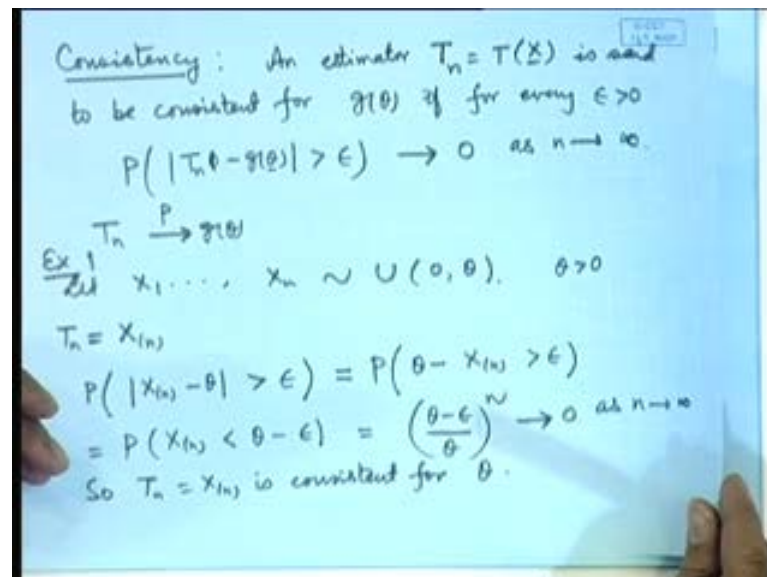 Consistency : An estimator Tₙ = T(X) is said
to be consistent for g(θ) if for every ϵ >0
P( |Tₙ - g(θ)| > ϵ) → 0 as n → ∞.
Tₙ →ᴾ g(θ)
Ex 1
Let X₁ . . . , Xₙ ~ U (0, θ). θ>0
Tₙ = X₍ₙ₎
P( |X₍ₙ₎ - θ| > ϵ) = P( θ - X₍ₙ₎ > ϵ)
= P ( X₍ₙ₎ < θ - ϵ) = ((θ-ϵ)/θ)ⁿ → 0 as n→∞
So Tₙ = X₍ₙ₎ is consistent for θ.